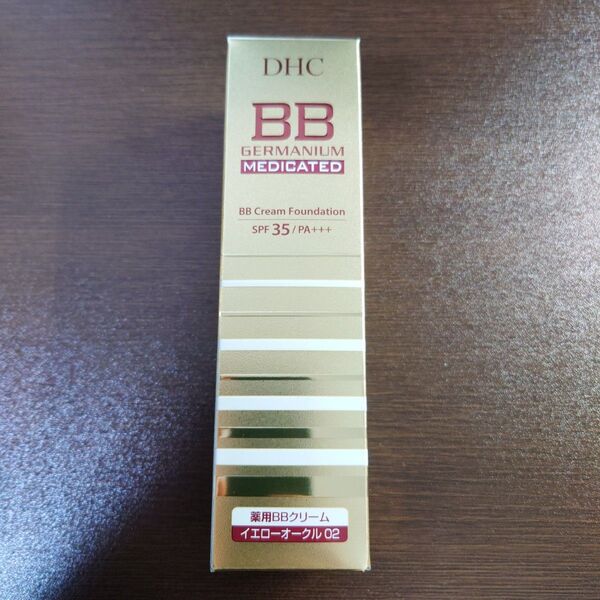 DHC
BB
GERMANIUM
MEDICATED
BB Cream Foundation
SPF 35 / PA+++
薬用BBクリーム
イエローオークル 02